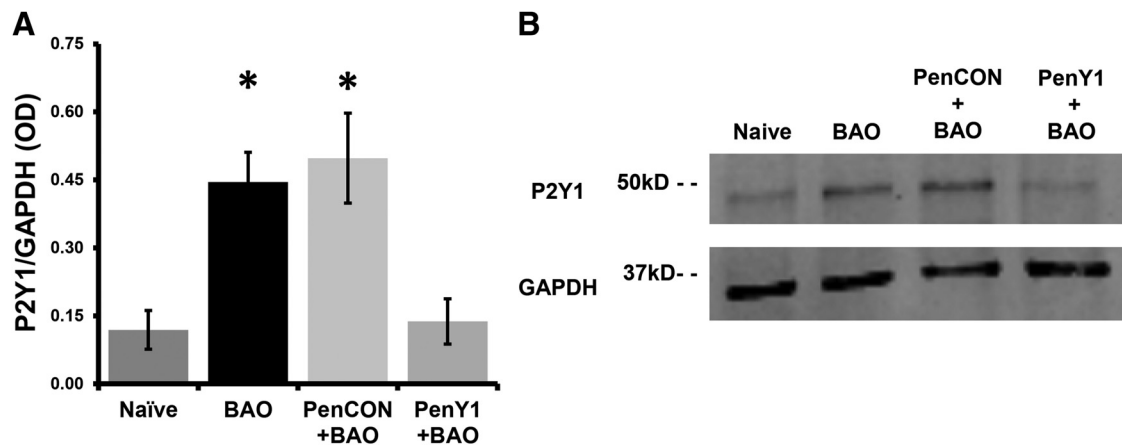 A
P2Y1/GAPDH (OD)
0.75
0.60
0.45
0.30
0.15
0.00
*
*
Naïve
BAO
PenCON
+BAO
PenY1
+BAO
B
Naive
BAO
PenCON
+
BAO
PenY1
+
BAO
P2Y1
50kD - -
GAPDH
37kD- -